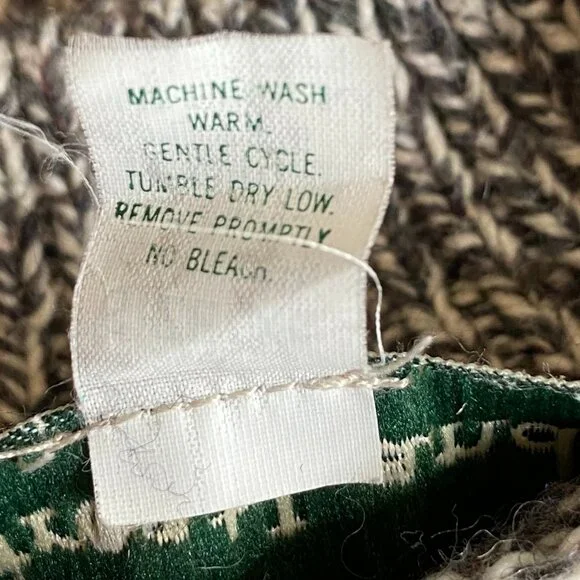 MACHINE WASH
WARM.
GENTLE CYCLE.
TUMBLE DRY LOW.
REMOVE PROMPTLY
NO BLEACH.